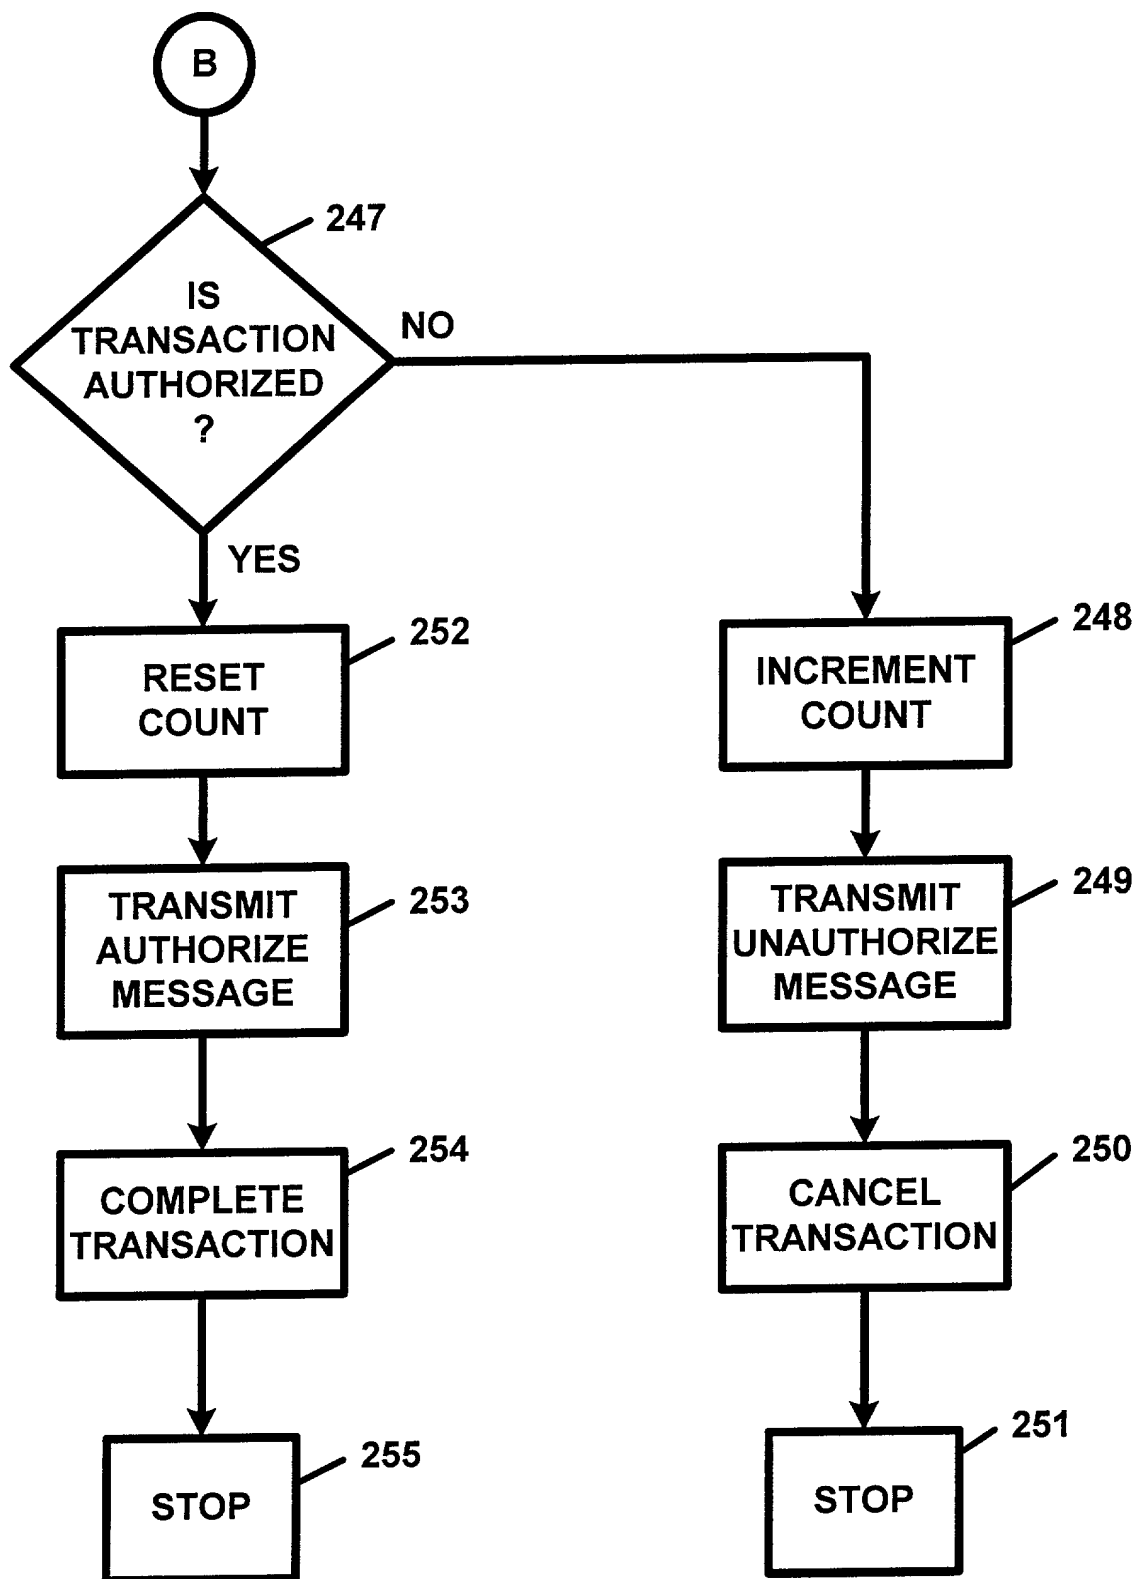 B
247
IS
TRANSACTION
AUTHORIZED
?
NO
YES
252
RESET
COUNT
248
INCREMENT
COUNT
253
TRANSMIT
AUTHORIZE
MESSAGE
249
TRANSMIT
UNAUTHORIZE
MESSAGE
254
COMPLETE
TRANSACTION
250
CANCEL
TRANSACTION
255
STOP
251
STOP